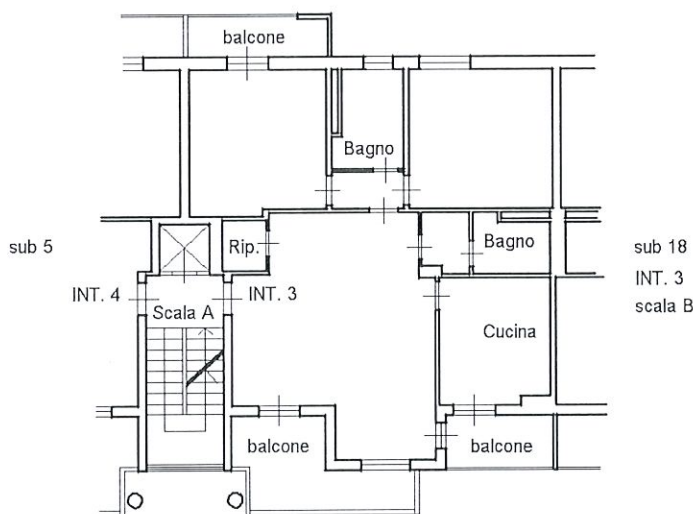 balcone
Bagno
sub 5
Rip.
Bagno
sub 18
INT. 4
INT. 3
INT. 3
Scala A
scala B
Cucina
balcone
balcone